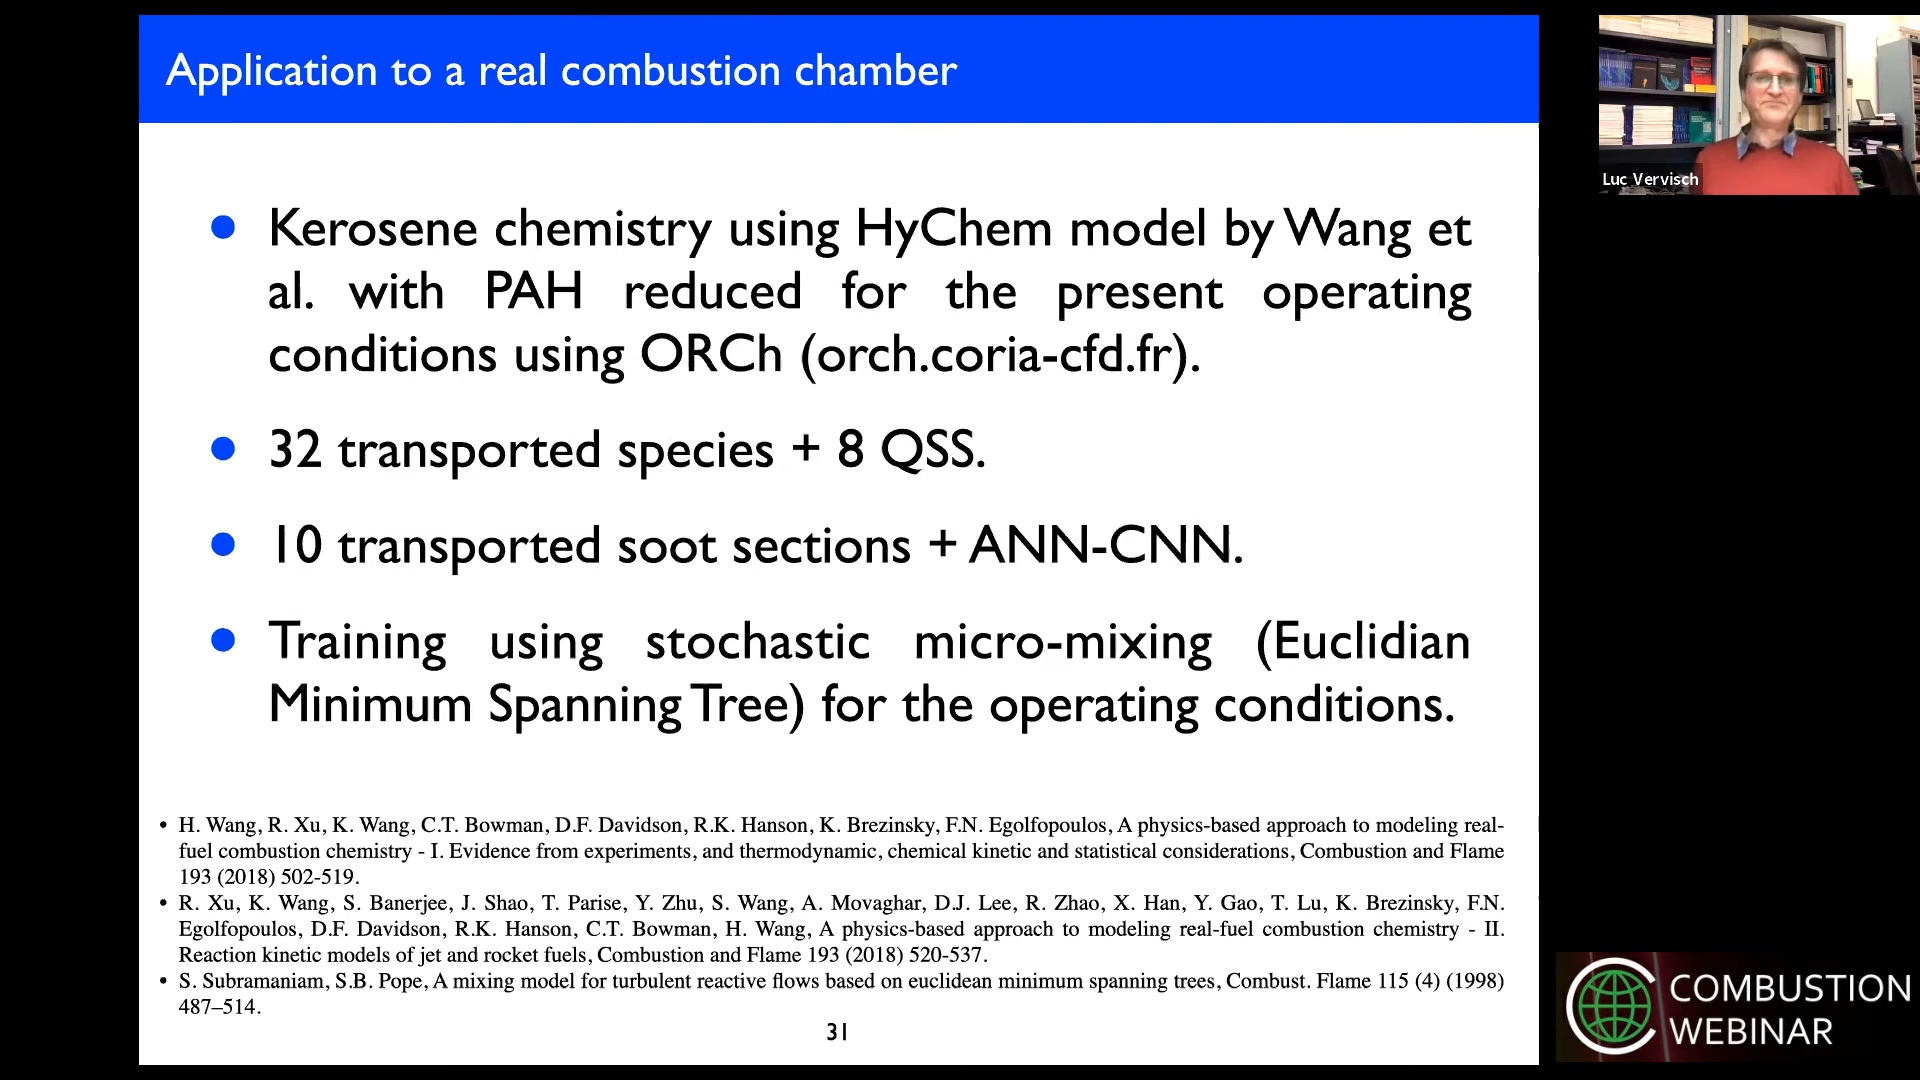 Application to a real combustion chamber
Luc Vervisch
● Kerosene chemistry using HyChem model by Wang et
al. with PAH reduced for the present operating
conditions using ORCh (orch.coria-cfd.fr).
● 32 transported species + 8 QSS.
● 10 transported soot sections + ANN-CNN.
● Training using stochastic micro-mixing (Euclidian
Minimum Spanning Tree) for the operating conditions.
• H. Wang, R. Xu, K. Wang, C.T. Bowman, D.F. Davidson, R.K. Hanson, K. Brezinsky, F.N. Egolfopoulos, A physics-based approach to modeling real-
fuel combustion chemistry - I. Evidence from experiments, and thermodynamic, chemical kinetic and statistical considerations, Combustion and Flame
193 (2018) 502-519.
• R. Xu, K. Wang, S. Banerjee, J. Shao, T. Parise, Y. Zhu, S. Wang, A. Movaghar, D.J. Lee, R. Zhao, X. Han, Y. Gao, T. Lu, K. Brezinsky, F.N.
Egolfopoulos, D.F. Davidson, R.K. Hanson, C.T. Bowman, H. Wang, A physics-based approach to modeling real-fuel combustion chemistry - II.
Reaction kinetic models of jet and rocket fuels, Combustion and Flame 193 (2018) 520-537.
• S. Subramaniam, S.B. Pope, A mixing model for turbulent reactive flows based on euclidean minimum spanning trees, Combust. Flame 115 (4) (1998)
487–514.
31
COMBUSTION
WEBINAR